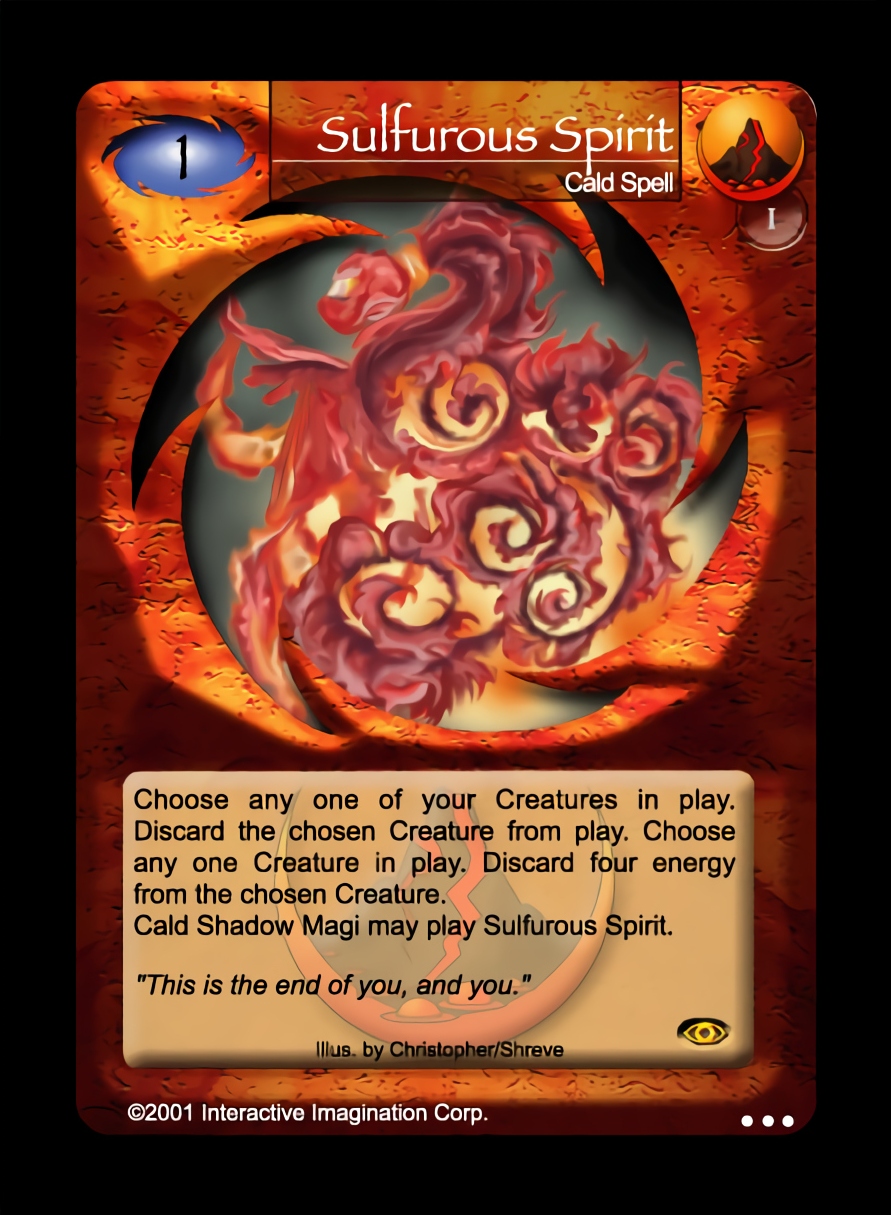 1
Sulfurous Spirit
Cald Spell
I
Choose any one of your Creatures in play.
Discard the chosen Creature from play. Choose
any one Creature in play. Discard four energy
from the chosen Creature.
Cald Shadow Magi may play Sulfurous Spirit.
"This is the end of you, and you."
Illus. by Christopher/Shreve
©2001 Interactive Imagination Corp.